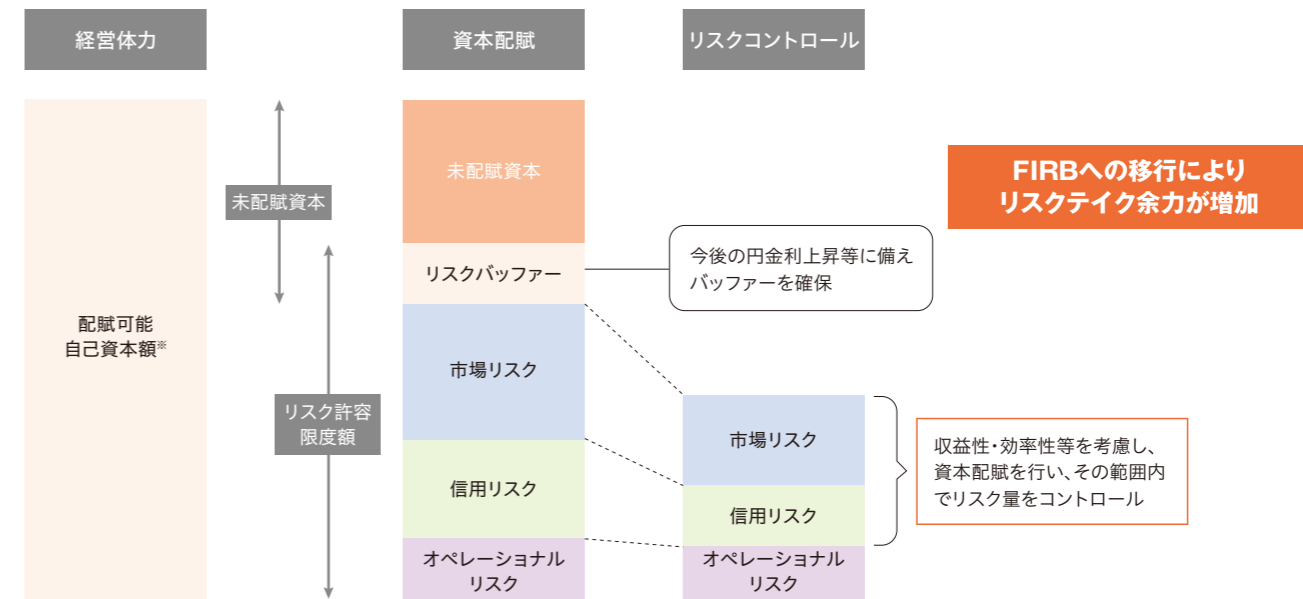 経営体力
資本配賦
リスクコントロール
未配賦資本
配賦可能
自己資本額※
リスク許容
限度額
未配賦資本
リスクバッファー
市場リスク
信用リスク
オペレーショナル
リスク
今後の円金利上昇等に備え
バッファーを確保
市場リスク
信用リスク
オペレーショナル
リスク
FIRBへの移行により
リスクテイク余力が増加
収益性・効率性等を考慮し、
資本配賦を行い、その範囲内
でリスク量をコントロール